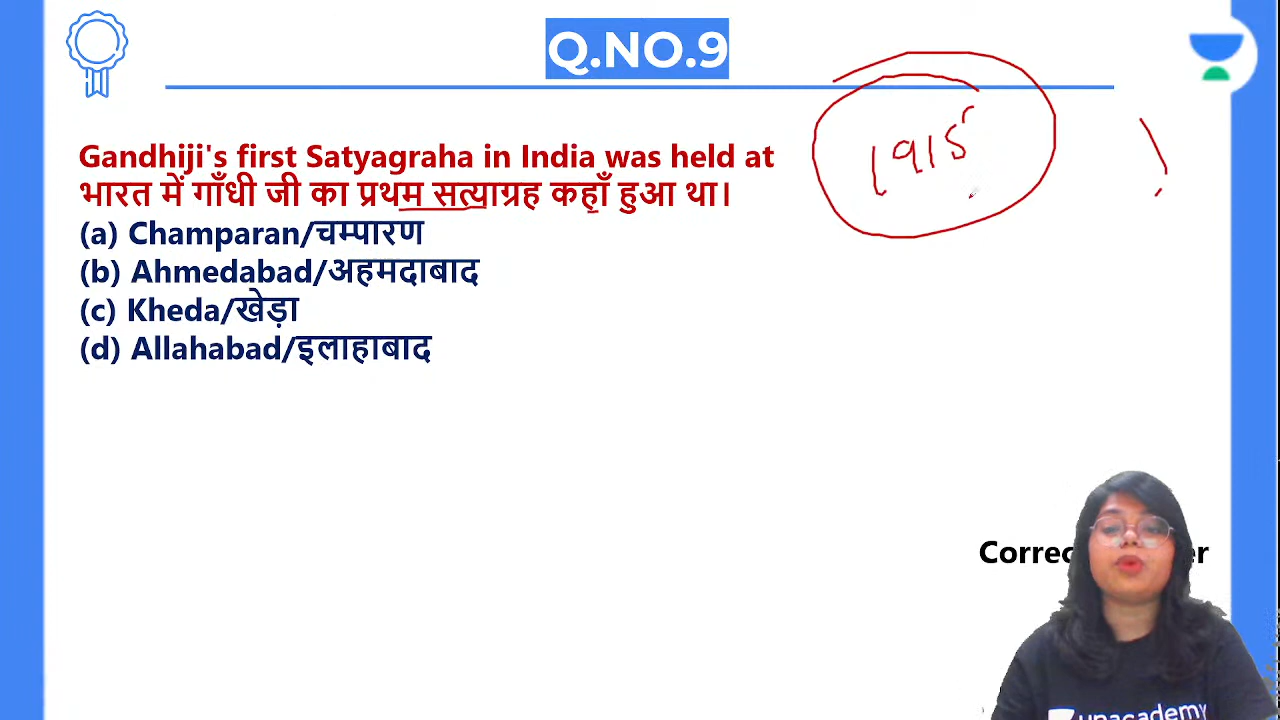 Q.NO.9
1915
Gandhiji's first Satyagraha in India was held at
भारत में गाँधी जी का प्रथम सत्याग्रह कहाँ हुआ था।
(a) Champaran/चम्पारण
(b) Ahmedabad/अहमदाबाद
(c) Kheda/खेड़ा
(d) Allahabad/इलाहाबाद
unacademy